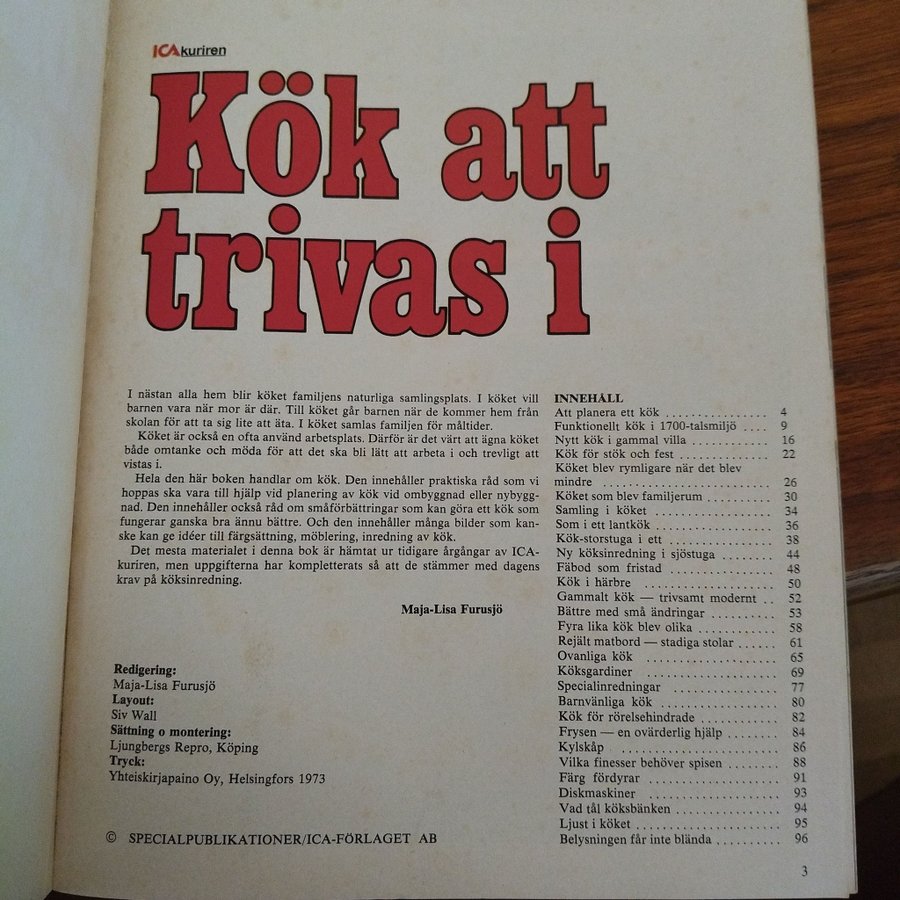 ICAkuriren
Kök att
trivas i
I nästan alla hem blir köket familjens naturliga samlingsplats. I köket vill
barnen vara när mor är där. Till köket går barnen när de kommer hem från
skolan för att ta sig lite att äta. I köket samlas familjen för måltider.
Köket är också en ofta använd arbetsplats. Därför är det värt att ägna köket
både omtanke och möda för att det ska bli lätt att arbeta i och trevligt att
vistas i.
Hela den här boken handlar om kök. Den innehåller praktiska råd som vi
hoppas ska vara till hjälp vid planering av kök vid ombyggnad eller nybygg-
nad. Den innehåller också råd om småförbättringar som kan göra ett kök som
fungerar ganska bra ännu bättre. Och den innehåller många bilder som kan-
ske kan ge idéer till färgsättning, möblering, inredning av kök.
Det mesta materialet i denna bok är hämtat ur tidigare årgångar av ICA-
kuriren, men uppgifterna har kompletterats så att de stämmer med dagens
krav på köksinredning.
Maja-Lisa Furusjö
Redigering:
Maja-Lisa Furusjö
Layout:
Siv Wall
Sättning o montering:
Ljungbergs Repro, Köping
Tryck:
Yhteiskirjapaino Oy, Helsingfors 1973
© SPECIALPUBLIKATIONER/ICA-FÖRLAGET AB
INNEHÅLL
Att planera ett kök ................ 4
Funktionellt kök i 1700-talsmiljö .... 9
Nytt kök i gammal villa ............ 16
Kök för stök och fest .............. 22
Köket blev rymligare när det blev
mindre ............................ 26
Köket som blev familjerum .......... 30
Samling i köket .................... 34
Som i ett lantkök .................. 36
Kök-storstuga i ett ................ 38
Ny köksinredning i sjöstuga ........ 44
Fäbod som fristad .................. 48
Kök i härbre ...................... 50
Gammalt kök — trivsamt modernt .. 52
Bättre med små ändringar .......... 53
Fyra lika kök blev olika ............ 58
Rejält matbord — stadiga stolar ...... 61
Ovanliga kök ...................... 65
Köksgardiner ...................... 69
Specialinredningar ................ 77
Barnvänliga kök .................... 80
Kök för rörelsehindrade ............ 82
Frysen — en ovärderlig hjälp ........ 84
Kylskåp .......................... 86
Vilka finesser behöver spisen ........ 88
Färg fördyrar ...................... 91
Diskmaskiner ...................... 93
Vad tål köksbänken ................ 94
Ljust i köket ...................... 95
Belysningen får inte blända .......... 96
3